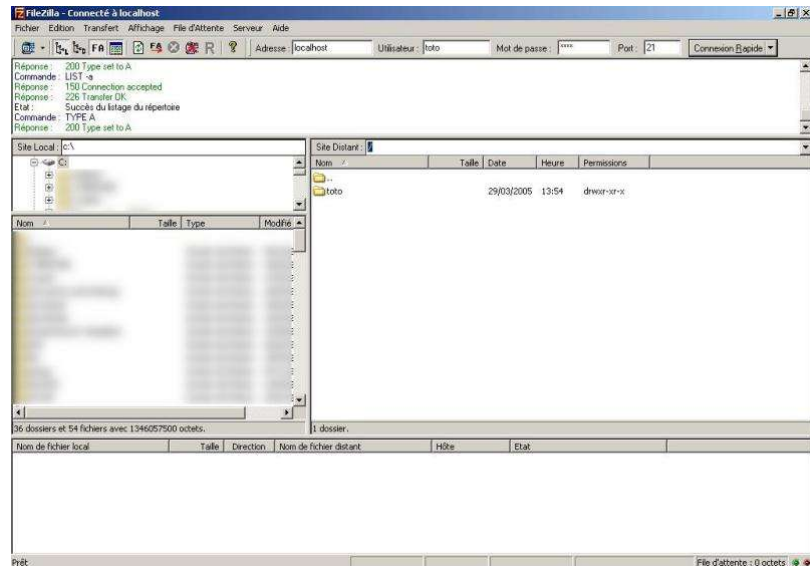 FileZilla - Connecté à localhost
Fichier Edition Transfert Affichage File d'Attente Serveur Aide
Adresse : localhost Utilisateur : toto Mot de passe : **** Port : 21 Connexion Rapide
Réponse : 200 Type set to A
Commande : LIST -a
Réponse : 150 Connection accepted
Réponse : 226 Transfer OK
Etat : Succès du listage du répertoire
Commande : TYPE A
Réponse : 200 Type set to A
Site Local : C:\
C:
Nom Taille Type Modifié
36 dossiers et 54 fichiers avec 1346057500 octets.
Site Distant : /
Nom Taille Date Heure Permissions
..
toto 29/03/2005 13:54 drwxr-xr-x
1 dossier.
Nom de fichier local Taille Direction Nom de fichier distant Hôte Etat
Prêt File d'attente : 0 octets